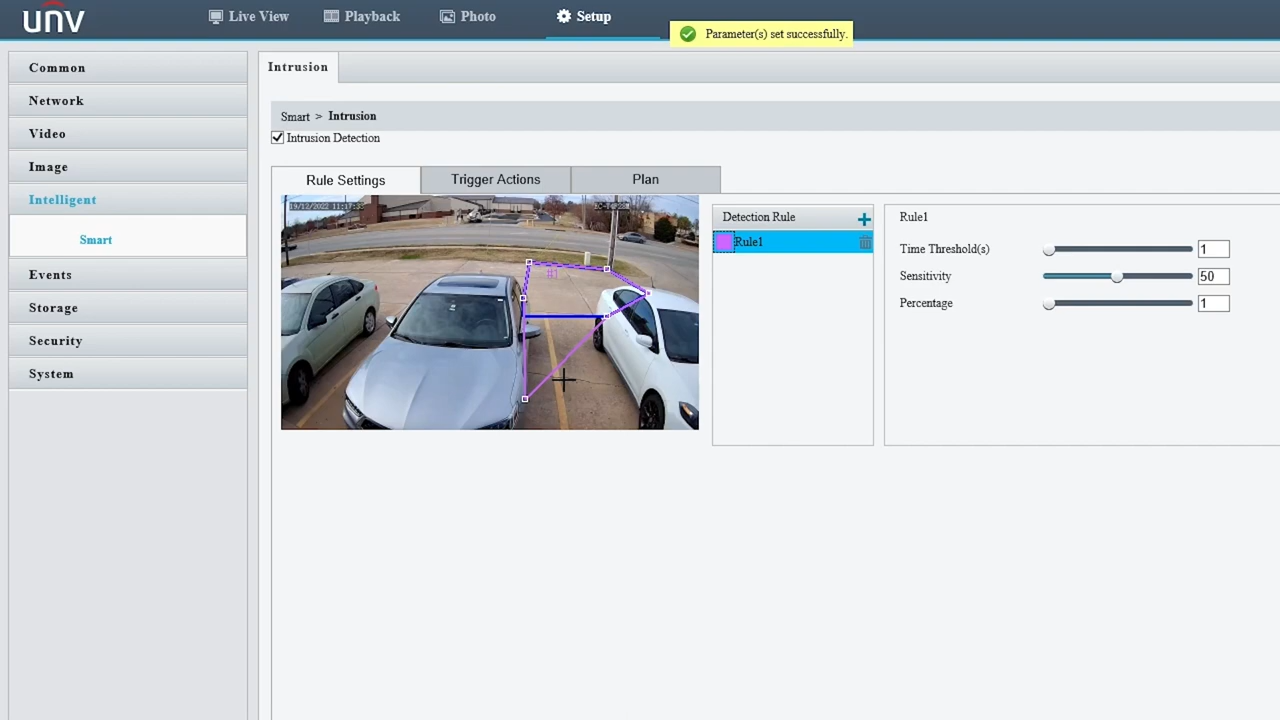 unv
Live View
Playback
Photo
Setup
Parameter(s) set successfully.
Common
Network
Video
Image
Intelligent
Smart
Events
Storage
Security
System
Intrusion
Smart > Intrusion
Intrusion Detection
Rule Settings
Trigger Actions
Plan
#1
Detection Rule
Rule1
Rule1
Time Threshold(s) 1
Sensitivity 50
Percentage 1